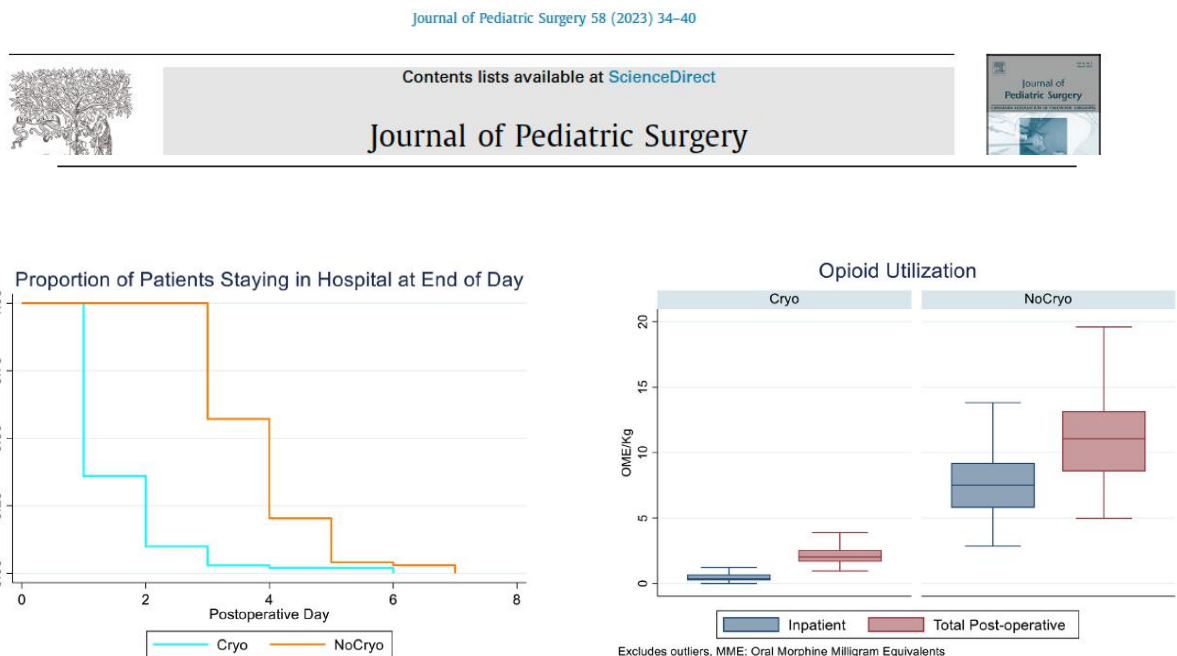 Journal of Pediatric Surgery 58 (2023) 34–40
Contents lists available at ScienceDirect
Journal of Pediatric Surgery
Journal of
Pediatric Surgery
Proportion of Patients Staying in Hospital at End of Day
0 2 4 6 8
Postoperative Day
Cryo NoCryo
Opioid Utilization
Cryo NoCryo
20
15
10
5
0
OME/Kg
Inpatient Total Post-operative
Excludes outliers, MME: Oral Morphine Milligram Equivalents